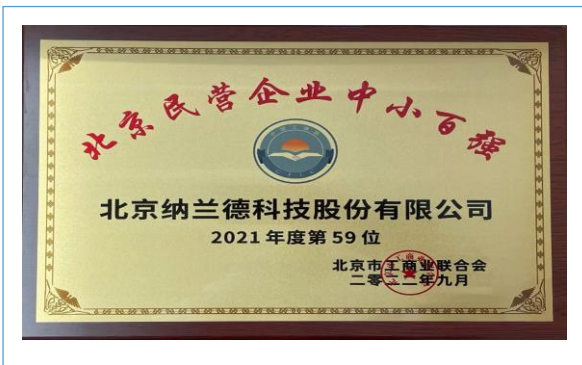 北京民营企业中小百强
北京纳兰德科技股份有限公司
2021年度第59位
北京市工商业联合会
二零二二年九月